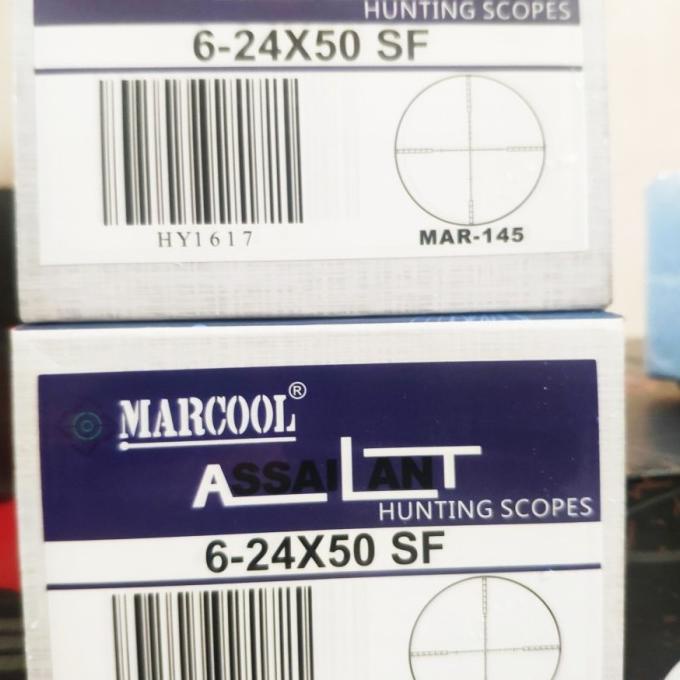 HUNTING SCOPES
6-24X50 SF
HY1617
MAR-145
MARCOOL®
ASSAILANT
HUNTING SCOPES
6-24X50 SF